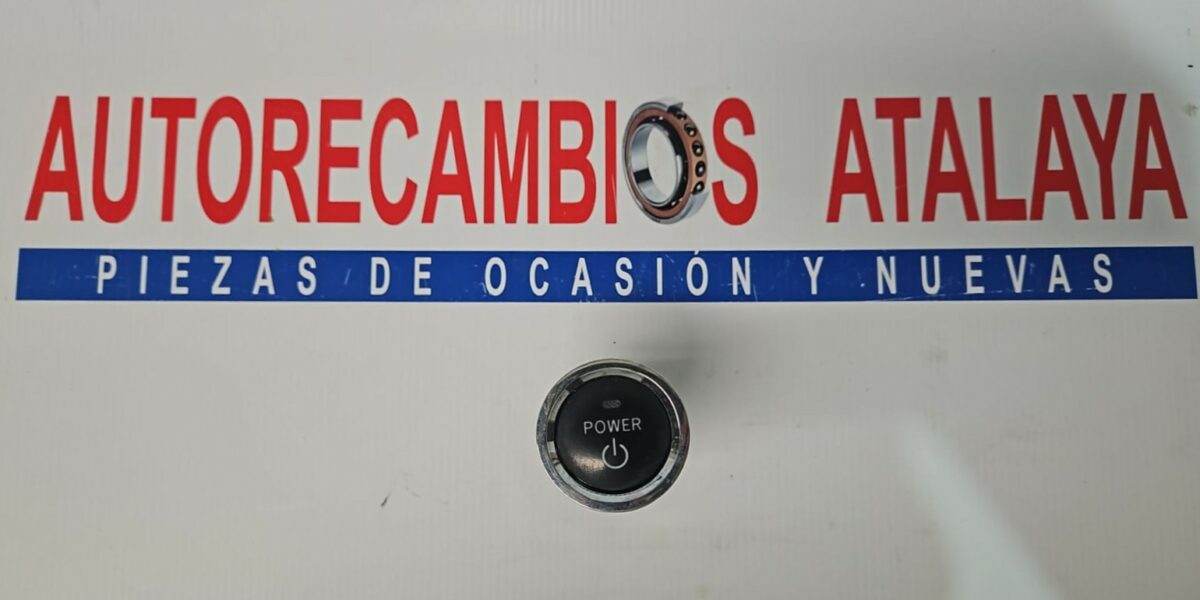 AUTORECAMBIOS ATALAYA
PIEZAS DE OCASIÓN Y NUEVAS
POWER